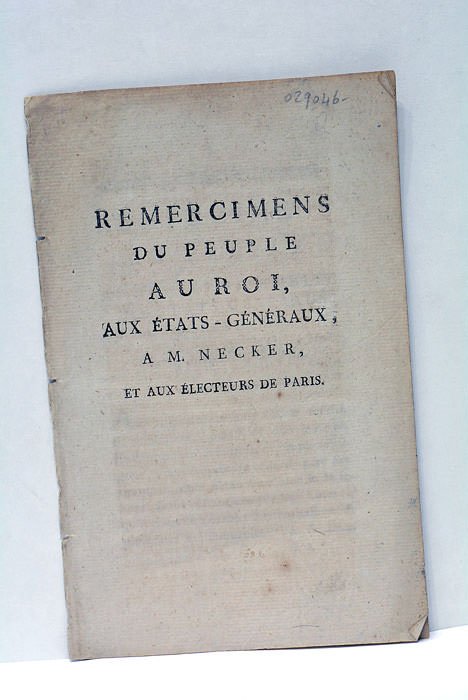 029046-
REMERCIMENS
DU PEUPLE
AU ROI,
AUX ÉTATS-GÉNÉRAUX,
A M. NECKER,
ET AUX ÉLECTEURS DE PARIS.